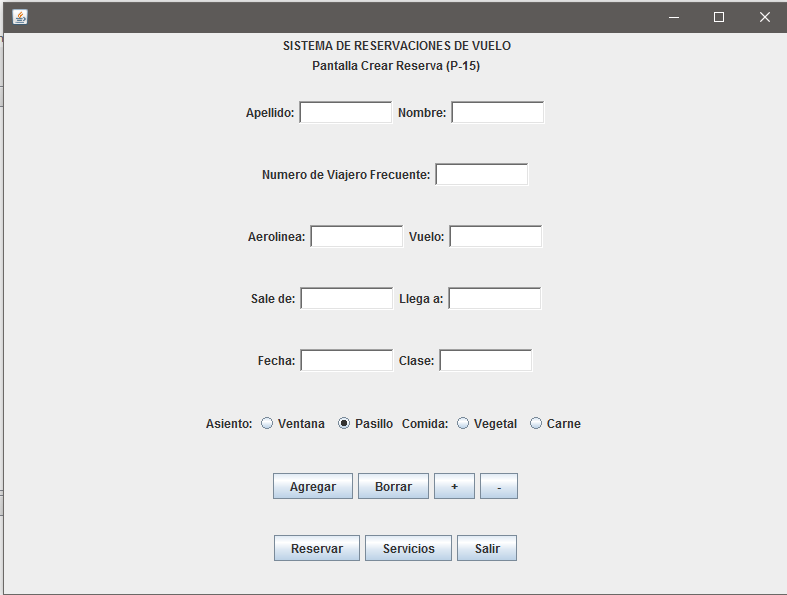 SISTEMA DE RESERVACIONES DE VUELO
Pantalla Crear Reserva (P-15)
Apellido: Nombre:
Numero de Viajero Frecuente:
Aerolinea: Vuelo:
Sale de: Llega a:
Fecha: Clase:
Asiento: Ventana Pasillo Comida: Vegetal Carne
Agregar Borrar + -
Reservar Servicios Salir